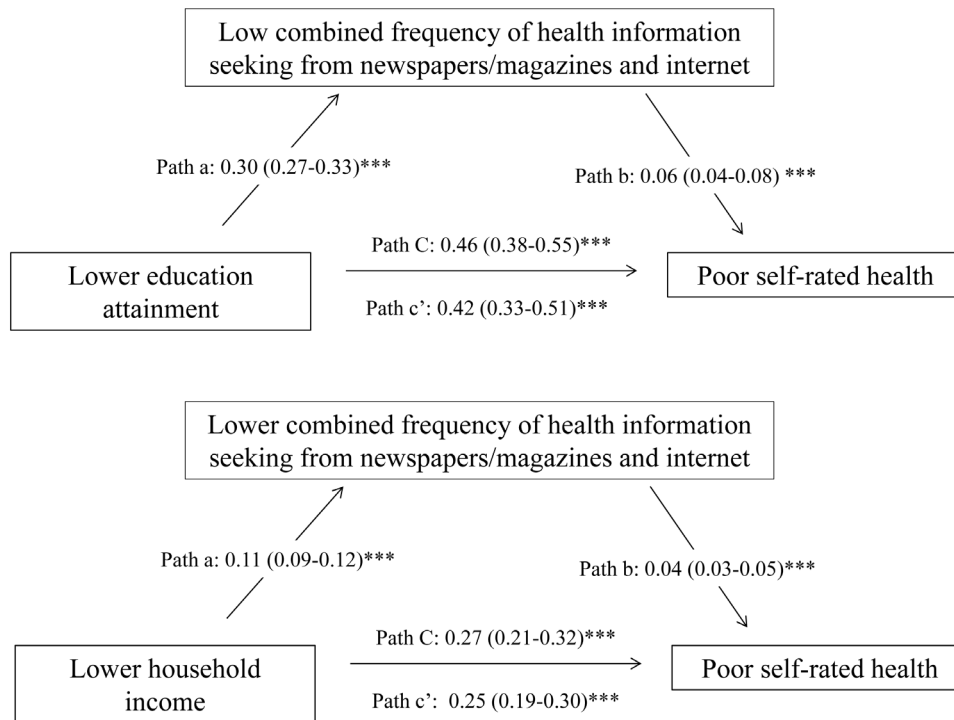 Low combined frequency of health information
seeking from newspapers/magazines and internet
Path a: 0.30 (0.27-0.33)***
Path b: 0.06 (0.04-0.08) ***
Path C: 0.46 (0.38-0.55)***
Lower education
attainment
Poor self-rated health
Path c’: 0.42 (0.33-0.51)***
Lower combined frequency of health information
seeking from newspapers/magazines and internet
Path a: 0.11 (0.09-0.12)***
Path b: 0.04 (0.03-0.05)***
Path C: 0.27 (0.21-0.32)***
Lower household
income
Poor self-rated health
Path c’:  0.25 (0.19-0.30)***